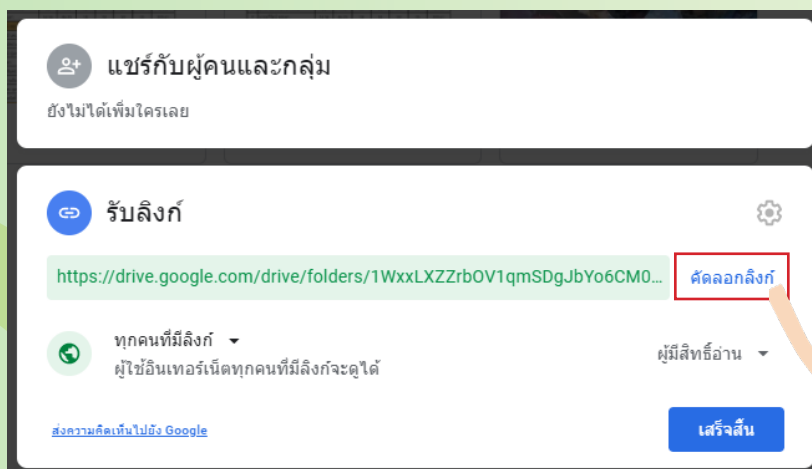 แชร์กับผู้คนและกลุ่ม
ยังไม่ได้เพิ่มใครเลย
รับลิงก์
https://drive.google.com/drive/folders/1WxxLXZZrbOV1qmSDgJbYo6CM0... คัดลอกลิงก์
ทุกคนที่มีลิงก์
ผู้ใช้อินเทอร์เน็ตทุกคนที่มีลิงก์จะดูได้
ผู้มีสิทธิ์อ่าน
ส่งความคิดเห็นไปยัง Google
เสร็จสิ้น